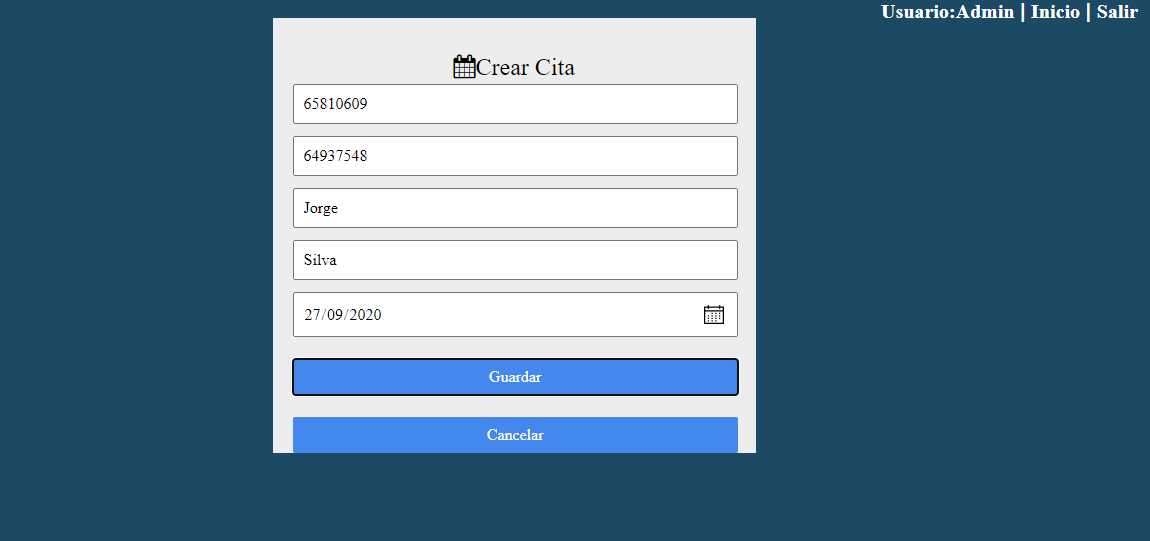 Usuario:Admin | Inicio | Salir
Crear Cita
65810609
64937548
Jorge
Silva
27/09/2020
Guardar
Cancelar